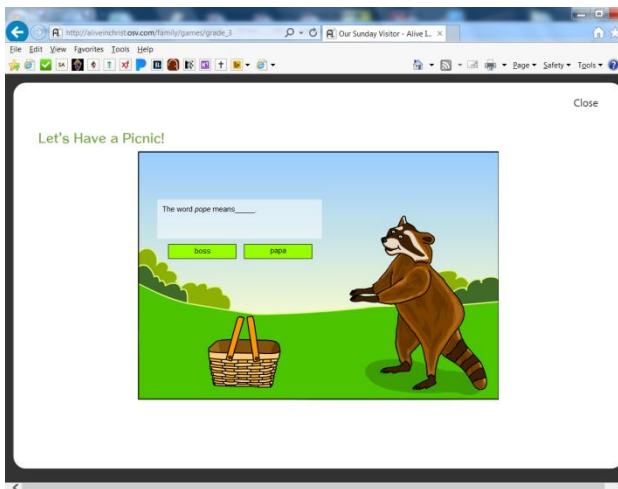 http://aliveinchrist.osv.com/family/games/grade_3
Our Sunday Visitor - Alive I...
File Edit View Favorites Tools Help
Page Safety Tools
Close
Let's Have a Picnic!
The word pope means_____.
boss papa